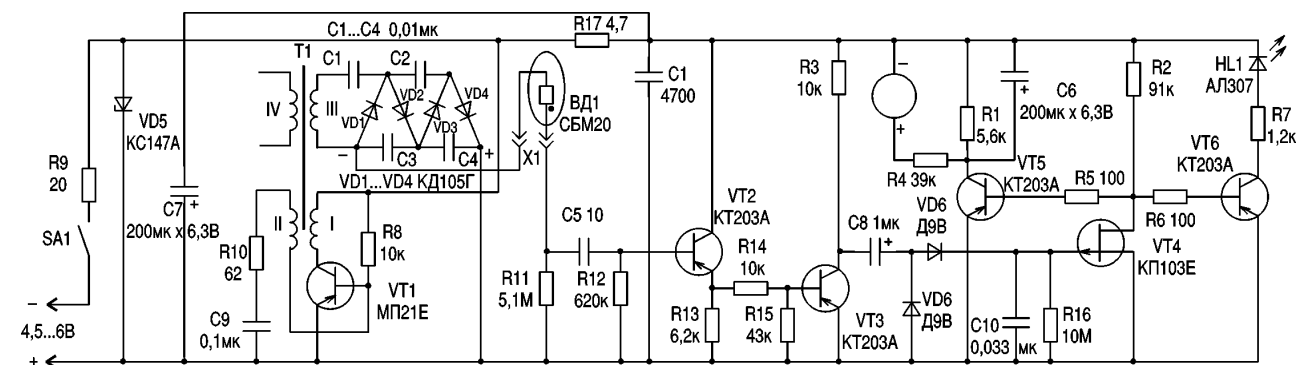 C1...C4 0,01мк
R17 4,7
T1
C1
C2
IV
III
VD1
VD2
VD3
VD4
–
+
C3
C4
VD1...VD4 КД105Г
VD5
КС147А
R9
20
SA1
–
4,5...6В
+
C7
200мк х 6,3В
+
R10
62
C9
0,1мк
II
I
R8
10к
VT1
МП21Е
ВД1
СБМ20
X1
C1
4700
C5 10
R11
5,1М
R12
620к
VT2
КТ203А
R13
6,2к
R14
10к
R15
43к
R3
10к
VT3
КТ203А
–
+
R4 39к
C8 1мк
+
VD6
Д9В
VD6
Д9В
R1
5,6к
C6
200мк х 6,3В
+
VT5
КТ203А
R5 100
R2
91к
R6 100
VT4
КП103Е
C10
0,033 мк
R16
10М
VT6
КТ203А
HL1
АЛ307
R7
1,2к